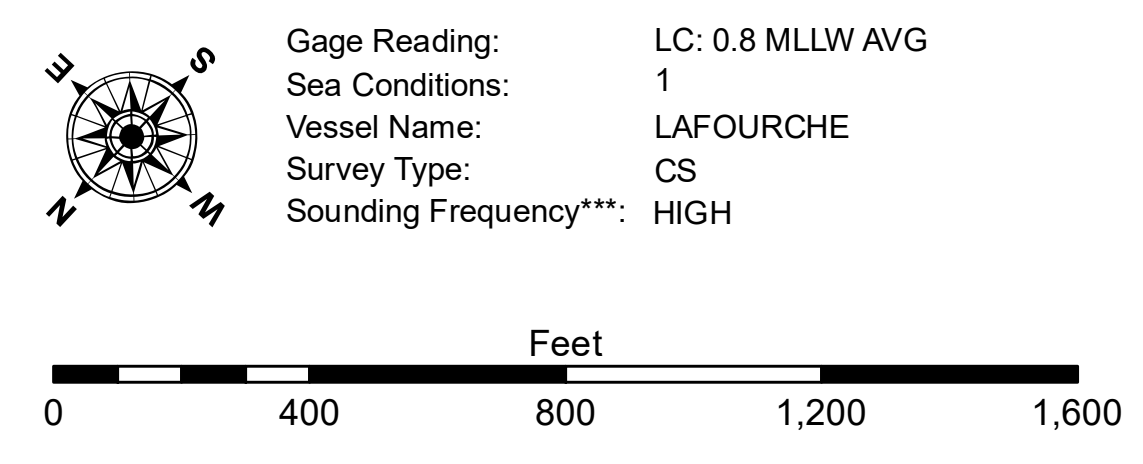 E
S
N
W
Gage Reading: LC: 0.8 MLLW AVG
Sea Conditions: 1
Vessel Name: LAFOURCHE
Survey Type: CS
Sounding Frequency***: HIGH
Feet
0 400 800 1,200 1,600